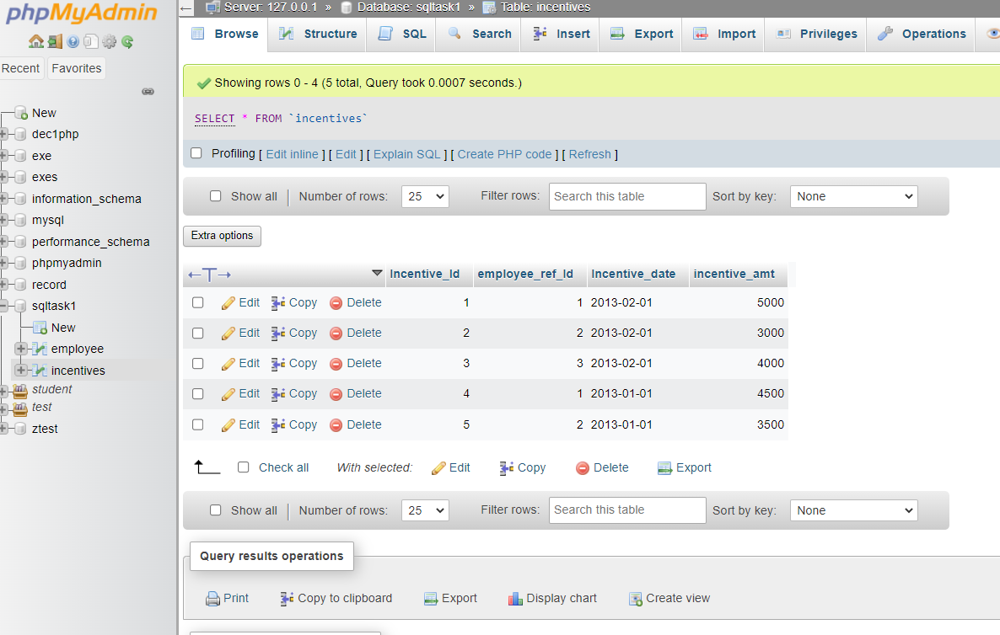 phpMyAdmin
Recent Favorites
New
dec1php
exe
exes
information_schema
mysql
performance_schema
phpmyadmin
record
sqltask1
New
employee
incentives
student
test
ztest
Server: 127.0.0.1 » Database: sqltask1 » Table: incentives
Browse Structure SQL Search Insert Export Import Privileges Operations
Showing rows 0 - 4 (5 total, Query took 0.0007 seconds.)
SELECT * FROM `incentives`
Profiling [ Edit inline ] [ Edit ] [ Explain SQL ] [ Create PHP code ] [ Refresh ]
Show all | Number of rows: 25 Filter rows: Search this table Sort by key: None
Extra options
←T→ Incentive_Id employee_ref_Id Incentive_date incentive_amt
Edit Copy Delete 1 1 2013-02-01 5000
Edit Copy Delete 2 2 2013-02-01 3000
Edit Copy Delete 3 3 2013-02-01 4000
Edit Copy Delete 4 1 2013-01-01 4500
Edit Copy Delete 5 2 2013-01-01 3500
Check all With selected: Edit Copy Delete Export
Show all | Number of rows: 25 Filter rows: Search this table Sort by key: None
Query results operations
Print Copy to clipboard Export Display chart Create view